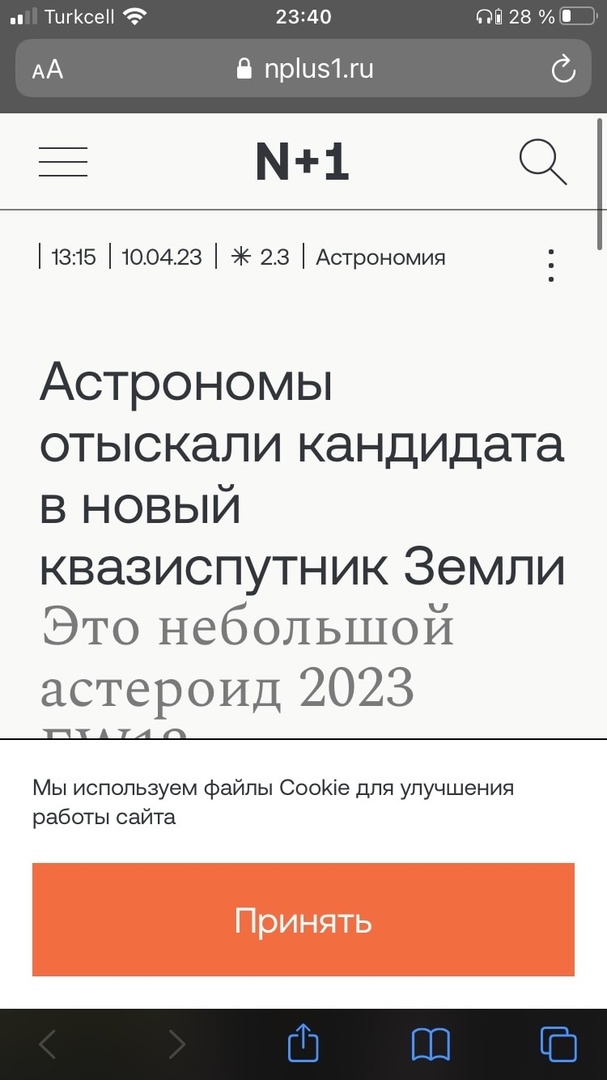 Turkcell 23:40 28 %
AA nplus1.ru
N+1
13:15 10.04.23 2.3 Астрономия
Астрономы
отыскали кандидата
в новый
квазиспутник Земли
Это небольшой
астероид 2023
Мы используем файлы Cookie для улучшения
работы сайта
Принять